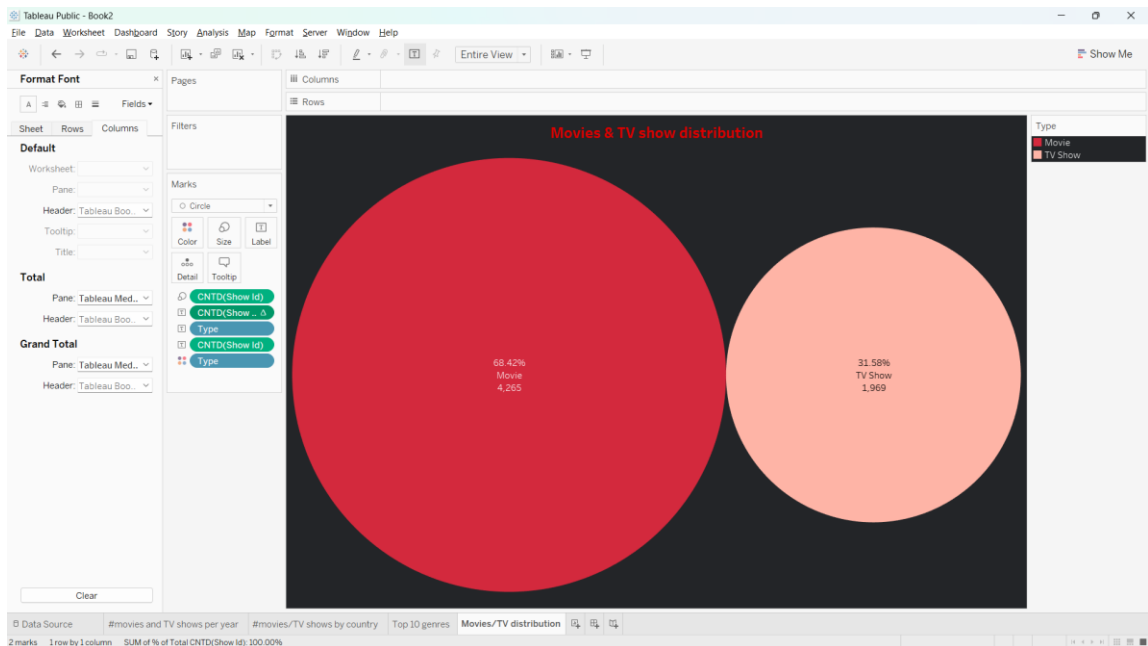 Tableau Public - Book2
File Data Worksheet Dashboard Story Analysis Map Format Server Window Help
Entire View
Show Me
Format Font
Fields
Sheet Rows Columns
Default
Worksheet:
Pane:
Header: Tableau Boo..
Tooltip:
Title:
Total
Pane: Tableau Med..
Header: Tableau Boo..
Grand Total
Pane: Tableau Med..
Header: Tableau Boo..
Clear
Pages
Filters
Marks
Circle
Color Size Label
Detail Tooltip
CNTD(Show Id)
CNTD(Show ..
Type
CNTD(Show Id)
Type
Columns
Rows
Movies & TV show distribution
68.42%
Movie
4,265
31.58%
TV Show
1,969
Type
Movie
TV Show
Data Source #movies and TV shows per year #movies/TV shows by country Top 10 genres Movies/TV distribution
2 marks 1 row by 1 column SUM of % of Total CNTD(Show Id): 100.00%